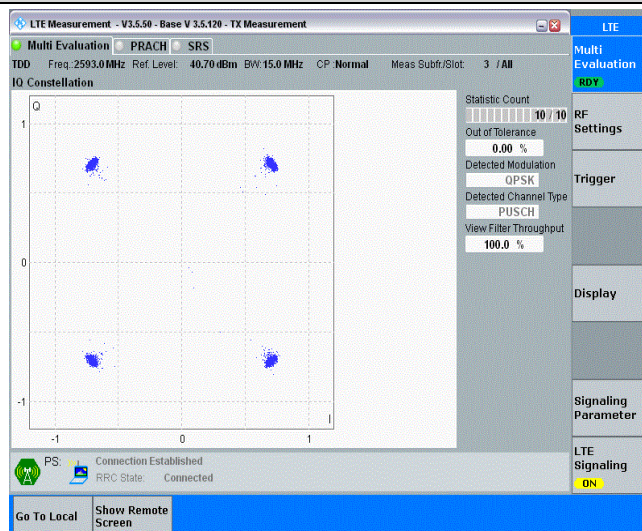 LTE Measurement - V3.5.50 - Base V 3.5.120 - TX Measurement
LTE
Multi Evaluation PRACH SRS
TDD Freq.:2593.0 MHz Ref. Level: 40.70 dBm BW:15.0 MHz CP :Normal Meas Subfr./Slot: 3 / All
IQ Constellation
Q
1
0
-1
-1 0 1
I
Statistic Count
10 / 10
Out of Tolerance
0.00 %
Detected Modulation
QPSK
Detected Channel Type
PUSCH
View Filter Throughput
100.0 %
Multi
Evaluation
RDY
RF
Settings
Trigger
Display
Signaling
Parameter
LTE
Signaling
ON
PS: Connection Established
RRC State: Connected
Go To Local
Show Remote
Screen